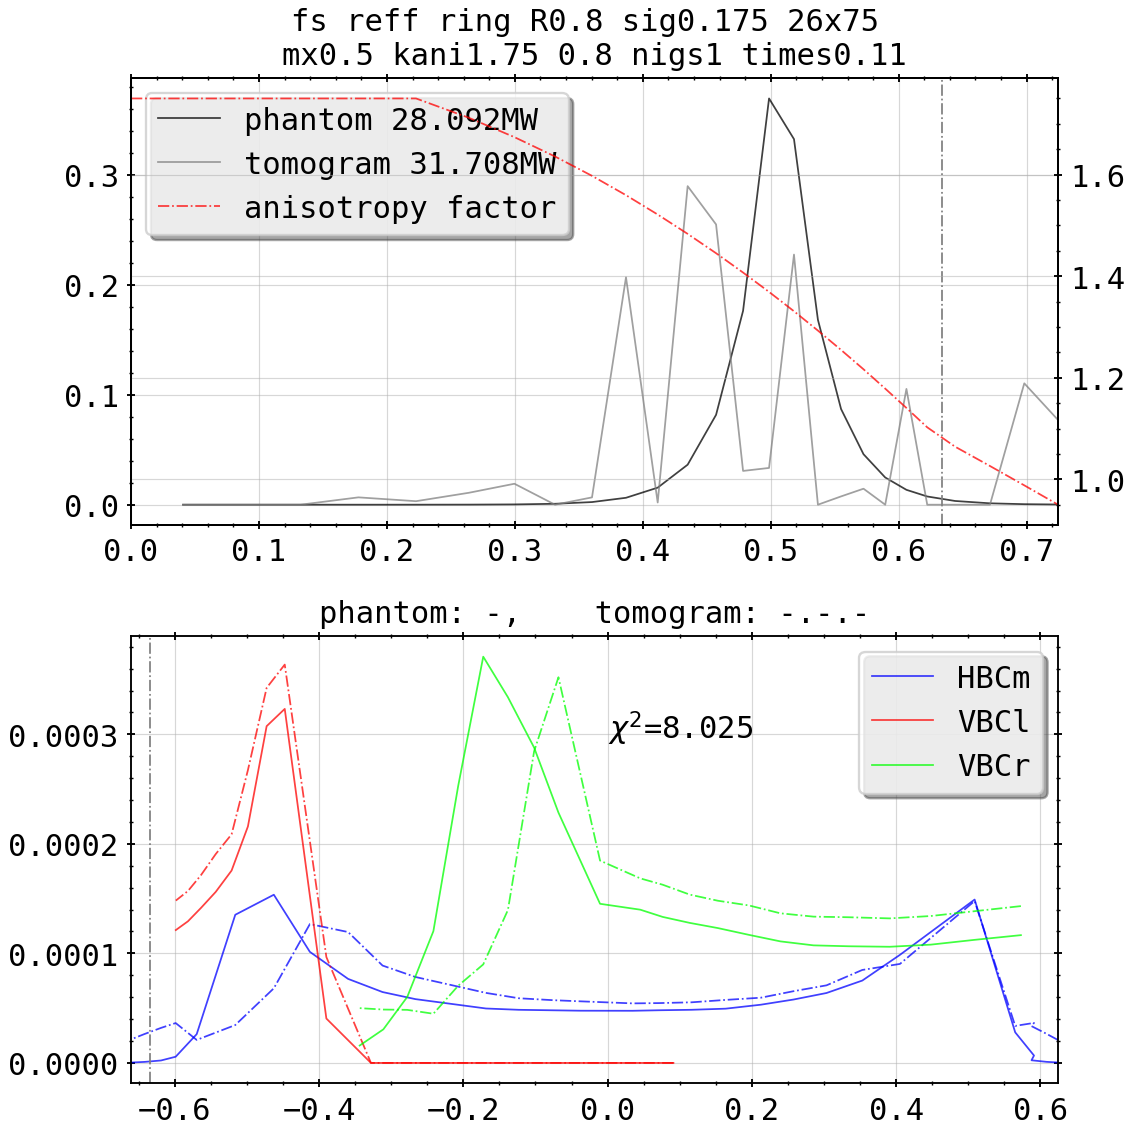 fs reff ring R0.8 sig0.175 26x75
mx0.5 kani1.75 0.8 nigs1 times0.11
phantom 28.092MW
tomogram 31.708MW
anisotropy factor
0.3
0.2
0.1
0.0
1.6
1.4
1.2
1.0
0.0 0.1 0.2 0.3 0.4 0.5 0.6 0.7
phantom: -, tomogram: -.-.-
HBCm
VBCl
VBCr
χ²=8.025
0.0003
0.0002
0.0001
0.0000
−0.6 −0.4 −0.2 0.0 0.2 0.4 0.6